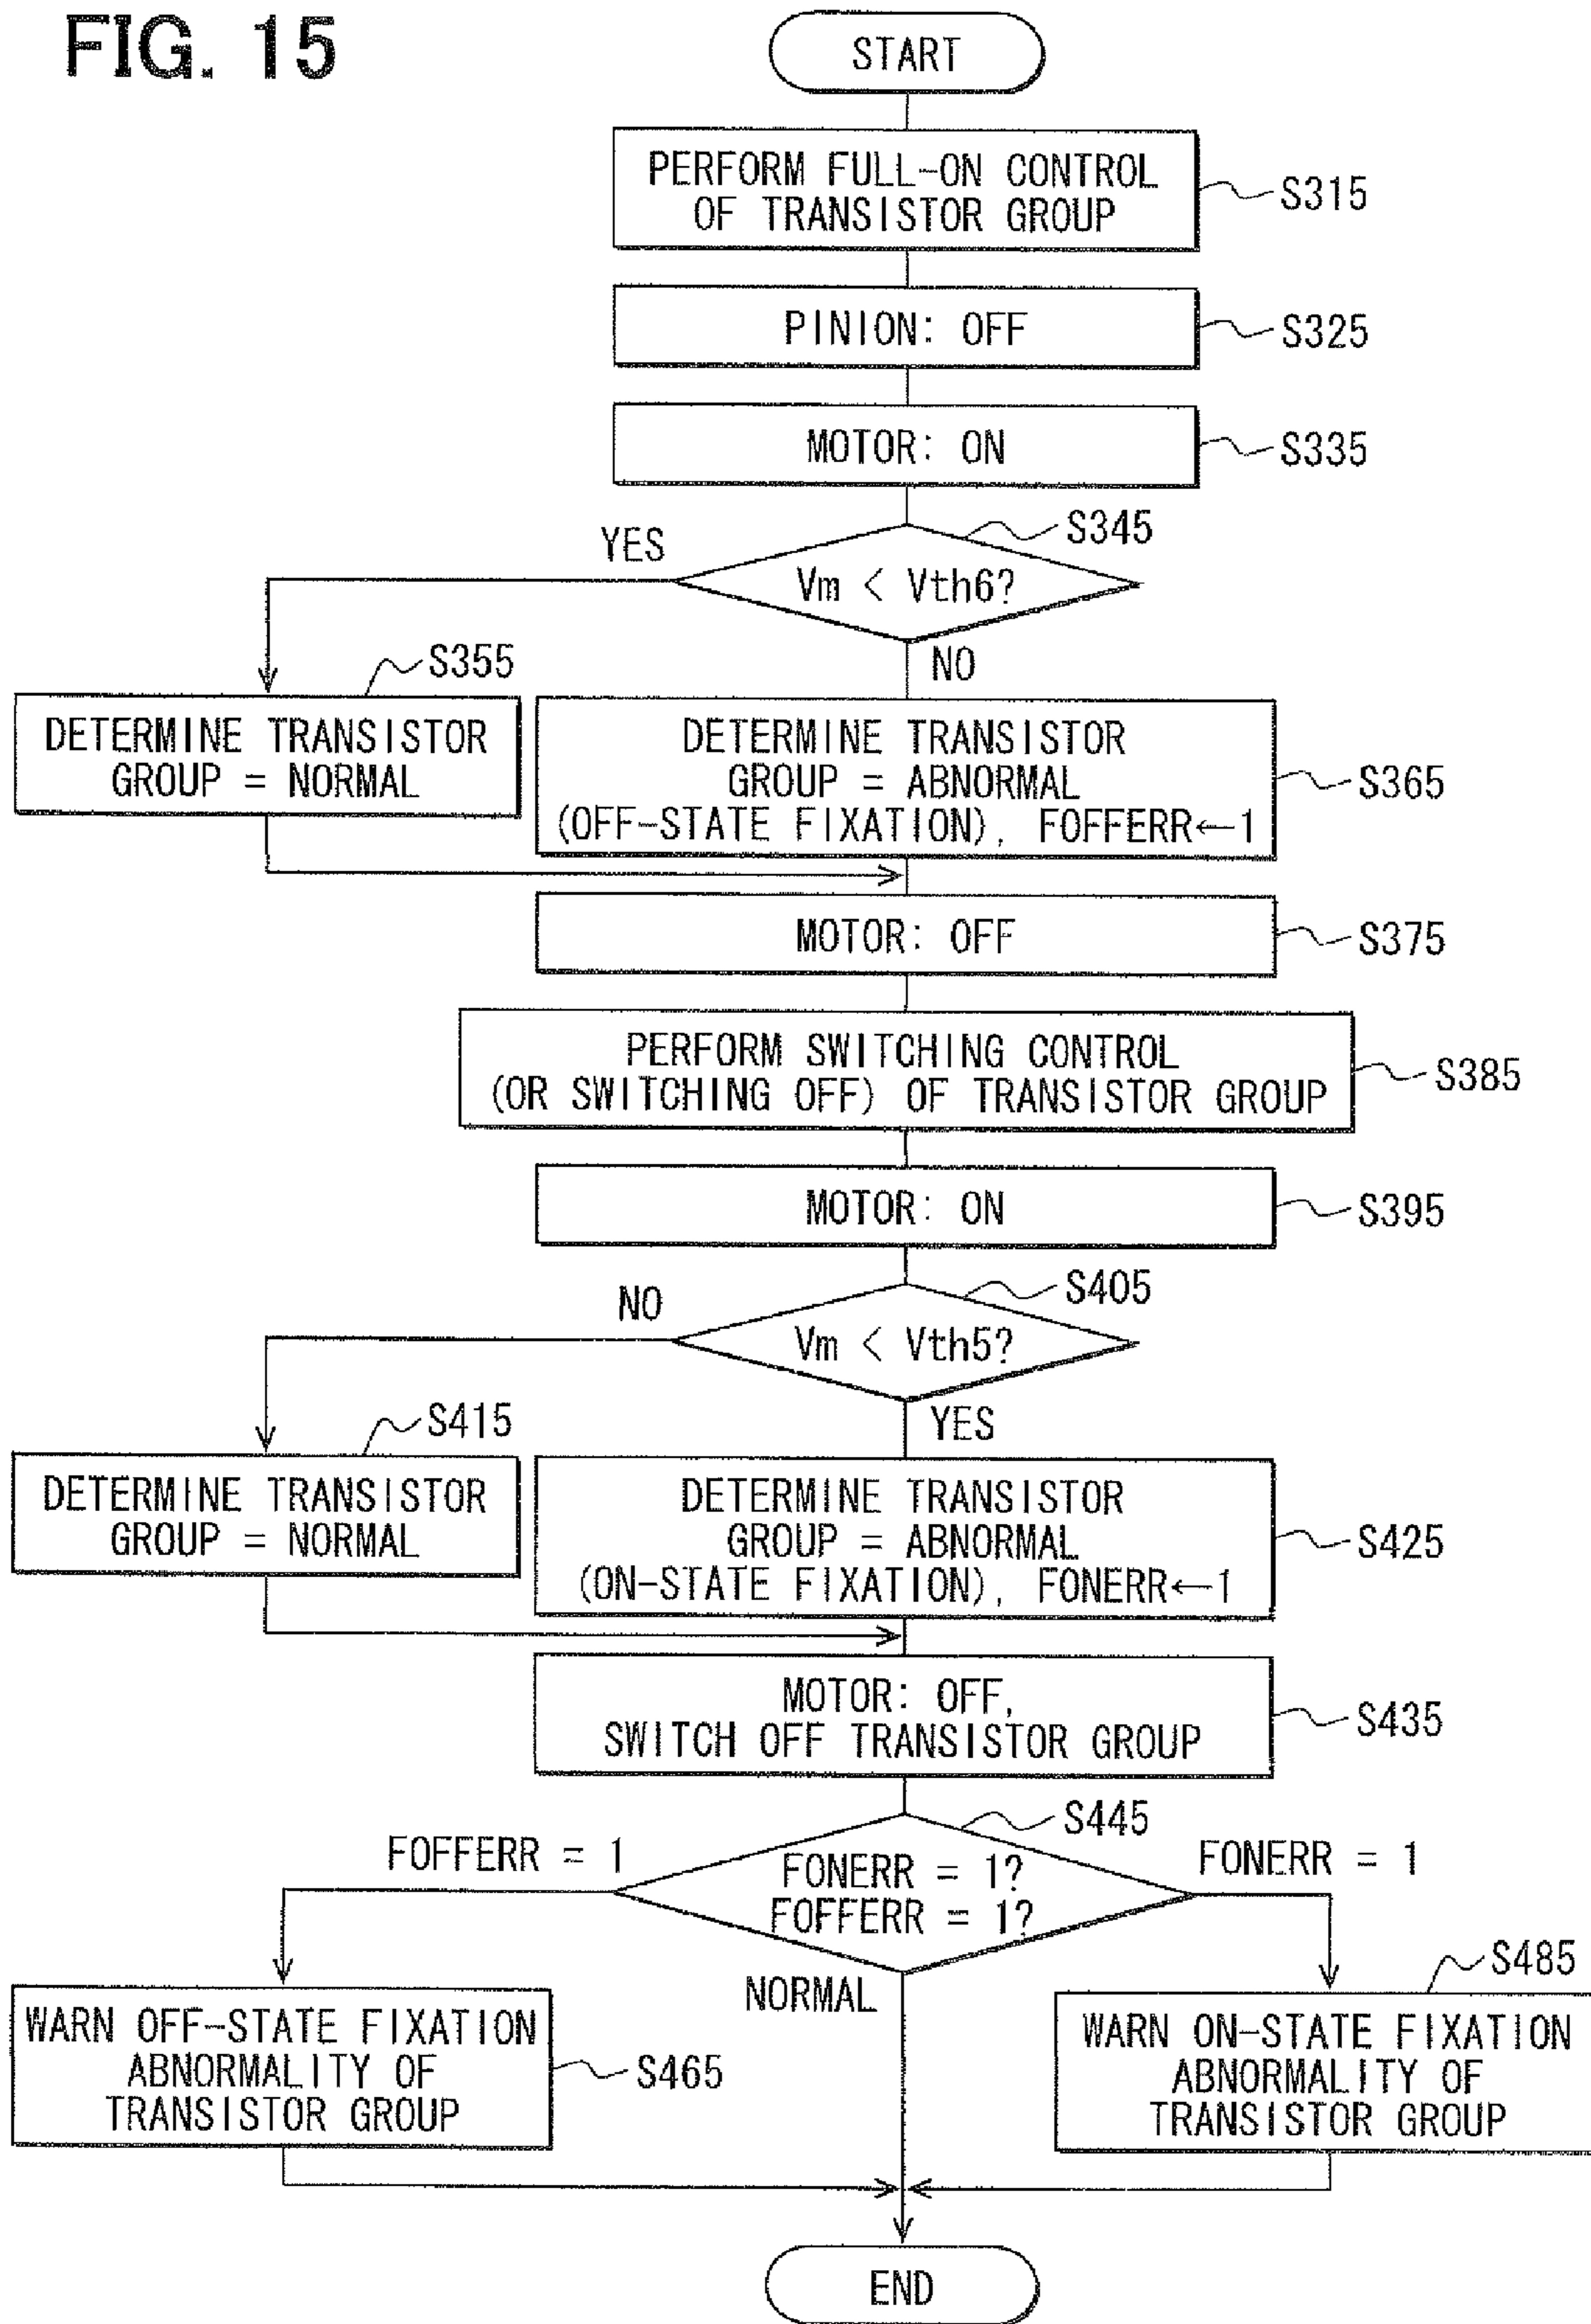 FIG. 15
START
PERFORM FULL-ON CONTROL
OF TRANSISTOR GROUP
S315
PINION: OFF
S325
MOTOR: ON
S335
S345
YES
Vm < Vth6?
NO
S355
DETERMINE TRANSISTOR
GROUP = NORMAL
DETERMINE TRANSISTOR
GROUP = ABNORMAL
(OFF-STATE FIXATION), FOFFERR←1
S365
MOTOR: OFF
S375
PERFORM SWITCHING CONTROL
(OR SWITCHING OFF) OF TRANSISTOR GROUP
S385
MOTOR: ON
S395
S405
NO
Vm < Vth5?
YES
S415
DETERMINE TRANSISTOR
GROUP = NORMAL
DETERMINE TRANSISTOR
GROUP = ABNORMAL
(ON-STATE FIXATION), FONERR←1
S425
MOTOR: OFF,
SWITCH OFF TRANSISTOR GROUP
S435
S445
FOFFERR = 1
FONERR = 1?
FOFFERR = 1?
FONERR = 1
NORMAL
WARN OFF-STATE FIXATION
ABNORMALITY OF
TRANSISTOR GROUP
S465
S485
WARN ON-STATE FIXATION
ABNORMALITY OF
TRANSISTOR GROUP
END